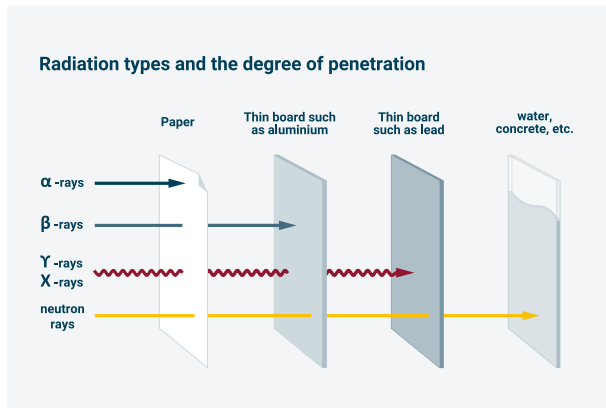 Radiation types and the degree of penetration
Paper
Thin board such
as aluminium
Thin board
such as lead
water,
concrete, etc.
α -rays
β -rays
ϒ -rays
X -rays
neutron
rays